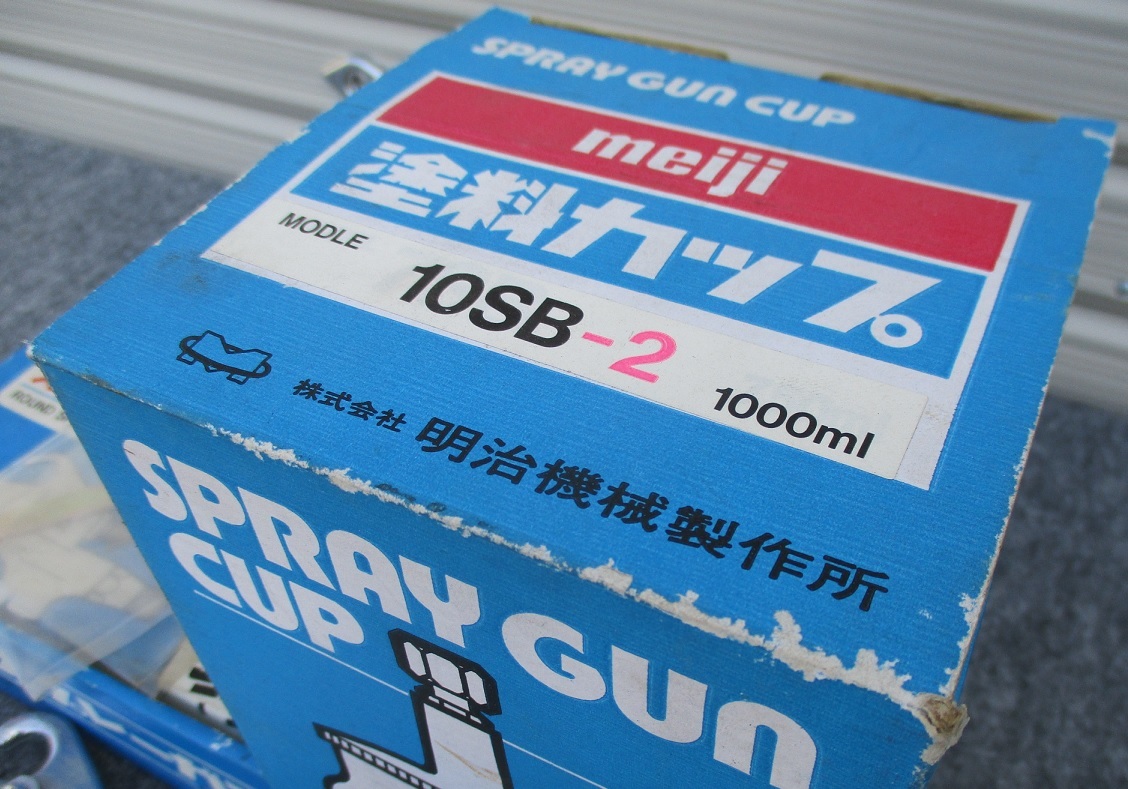 SPRAY GUN CUP
meiji
塗料カップ
MODLE 10SB-2 1000ml
株式会社 明治機械製作所
SPRAY GUN
CUP